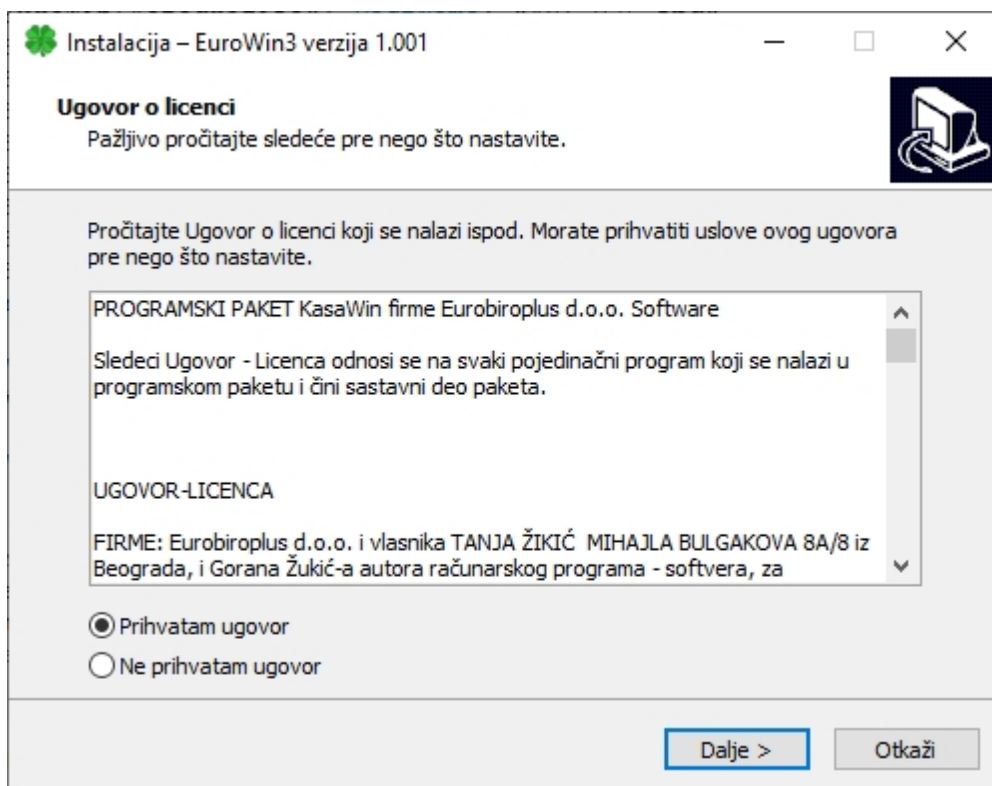 Instalacija – EuroWin3 verzija 1.001
Ugovor o licenci
Pažljivo pročitajte sledeće pre nego što nastavite.
Pročitajte Ugovor o licenci koji se nalazi ispod. Morate prihvatiti uslove ovog ugovora
pre nego što nastavite.
PROGRAMSKI PAKET KasaWin firme Eurobiroplus d.o.o. Software
Sledeci Ugovor - Licenca odnosi se na svaki pojedinačni program koji se nalazi u
programskom paketu i čini sastavni deo paketa.
UGOVOR-LICENCA
FIRME: Eurobiroplus d.o.o. i vlasnika TANJA ŽIKIĆ  MIHAJLA BULGAKOVA 8A/8 iz
Beograda, i Gorana Žukić-a autora računarskog programa - softvera, za
Prihvatam ugovor
Ne prihvatam ugovor
Dalje >
Otkaži